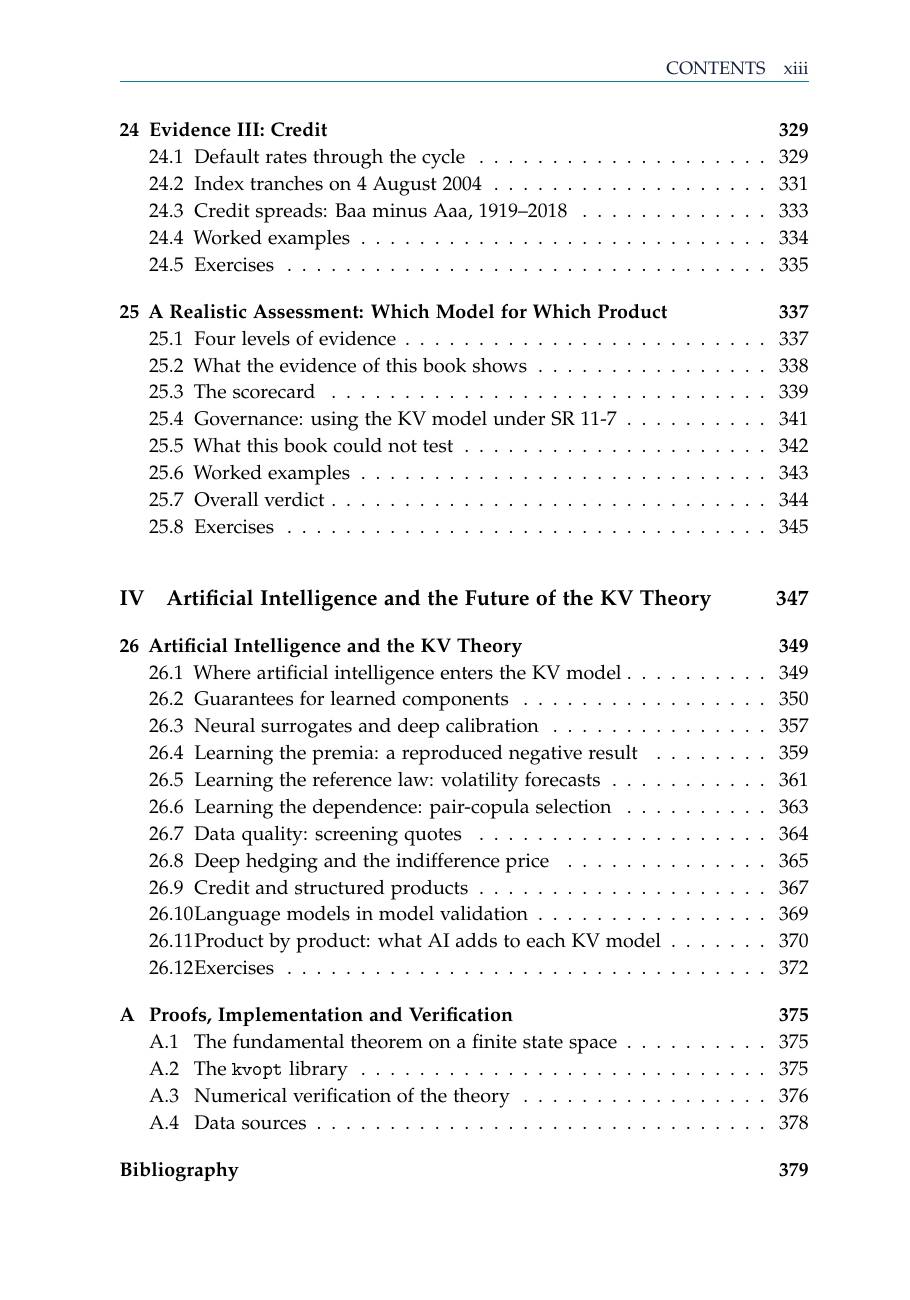 CONTENTS xiii
24 Evidence III: Credit 329
24.1 Default rates through the cycle . . . . . . . . . . . . . . . . . . . . 329
24.2 Index tranches on 4 August 2004 . . . . . . . . . . . . . . . . . . . 331
24.3 Credit spreads: Baa minus Aaa, 1919–2018 . . . . . . . . . . . . . 333
24.4 Worked examples . . . . . . . . . . . . . . . . . . . . . . . . . . . . 334
24.5 Exercises . . . . . . . . . . . . . . . . . . . . . . . . . . . . . . . . . 335
25 A Realistic Assessment: Which Model for Which Product 337
25.1 Four levels of evidence . . . . . . . . . . . . . . . . . . . . . . . . . 337
25.2 What the evidence of this book shows . . . . . . . . . . . . . . . . 338
25.3 The scorecard . . . . . . . . . . . . . . . . . . . . . . . . . . . . . . 339
25.4 Governance: using the KV model under SR 11-7 . . . . . . . . . . 341
25.5 What this book could not test . . . . . . . . . . . . . . . . . . . . . 342
25.6 Worked examples . . . . . . . . . . . . . . . . . . . . . . . . . . . . 343
25.7 Overall verdict . . . . . . . . . . . . . . . . . . . . . . . . . . . . . . 344
25.8 Exercises . . . . . . . . . . . . . . . . . . . . . . . . . . . . . . . . . 345
IV Artificial Intelligence and the Future of the KV Theory 347
26 Artificial Intelligence and the KV Theory 349
26.1 Where artificial intelligence enters the KV model . . . . . . . . . . 349
26.2 Guarantees for learned components . . . . . . . . . . . . . . . . . 350
26.3 Neural surrogates and deep calibration . . . . . . . . . . . . . . . 357
26.4 Learning the premia: a reproduced negative result . . . . . . . . 359
26.5 Learning the reference law: volatility forecasts . . . . . . . . . . . 361
26.6 Learning the dependence: pair-copula selection . . . . . . . . . . 363
26.7 Data quality: screening quotes . . . . . . . . . . . . . . . . . . . . 364
26.8 Deep hedging and the indifference price . . . . . . . . . . . . . . 365
26.9 Credit and structured products . . . . . . . . . . . . . . . . . . . . 367
26.10Language models in model validation . . . . . . . . . . . . . . . . 369
26.11Product by product: what AI adds to each KV model . . . . . . . 370
26.12Exercises . . . . . . . . . . . . . . . . . . . . . . . . . . . . . . . . . 372
A Proofs, Implementation and Verification 375
A.1 The fundamental theorem on a finite state space . . . . . . . . . . 375
A.2 The kvopt library . . . . . . . . . . . . . . . . . . . . . . . . . . . . 375
A.3 Numerical verification of the theory . . . . . . . . . . . . . . . . . 376
A.4 Data sources . . . . . . . . . . . . . . . . . . . . . . . . . . . . . . . 378
Bibliography 379